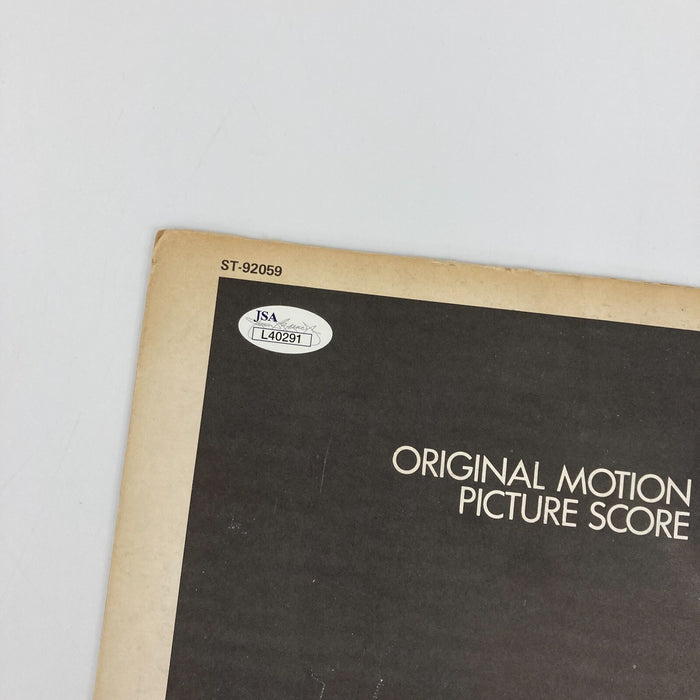 ST-92059
JSA
L40291
ORIGINAL MOTION
PICTURE SCORE